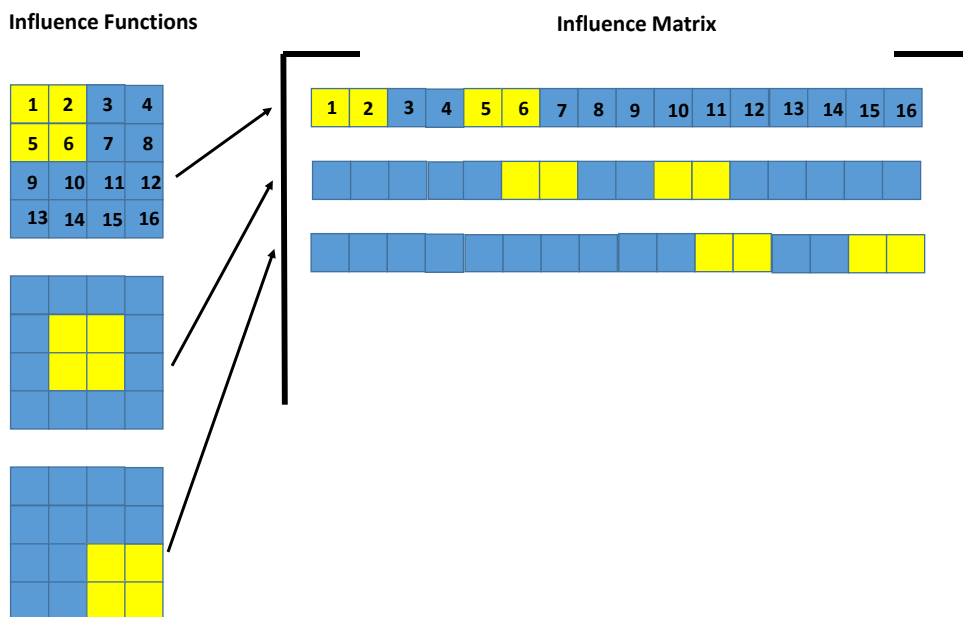 Influence Functions
Influence Matrix
1 2 3 4
5 6 7 8
9 10 11 12
13 14 15 16
1 2 3 4 5 6 7 8 9 10 11 12 13 14 15 16